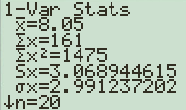 1-Var Stats
x̄=8.05
Σx=161
Σx²=1475
Sx=3.068944615
σx=2.991237202
↓n=20